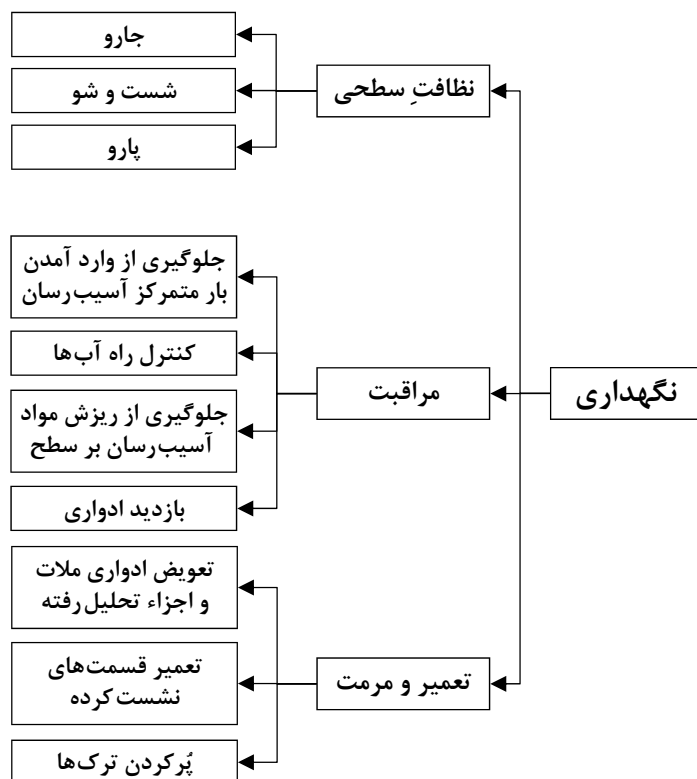 نگهداری
نظافتِ سطحی
جارو
شست و شو
پارو
مراقبت
جلوگیری از وارد آمدن
بار متمرکز آسیب‌رسان
کنترل راه آب‌ها
جلوگیری از ریزش مواد
آسیب‌رسان بر سطح
بازدید ادواری
تعمیر و مرمت
تعویض ادواری ملات
و اجزاء تحلیل‌رفته
تعمیر قسمت‌های
نشست‌کرده
پُرکردن ترک‌ها